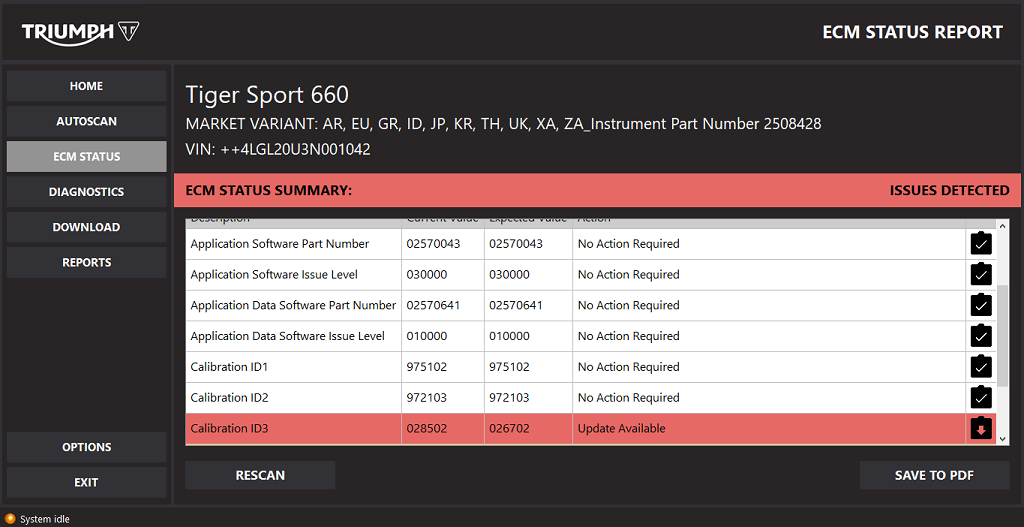 TRIUMPH
ECM STATUS REPORT
HOME
AUTOSCAN
ECM STATUS
DIAGNOSTICS
DOWNLOAD
REPORTS
OPTIONS
EXIT
Tiger Sport 660
MARKET VARIANT: AR, EU, GR, ID, JP, KR, TH, UK, XA, ZA_Instrument Part Number 2508428
VIN: ++4LGL20U3N001042
ECM STATUS SUMMARY: ISSUES DETECTED
Description Current Value Expected Value Action
Application Software Part Number 02570043 02570043 No Action Required
Application Software Issue Level 030000 030000 No Action Required
Application Data Software Part Number 02570641 02570641 No Action Required
Application Data Software Issue Level 010000 010000 No Action Required
Calibration ID1 975102 975102 No Action Required
Calibration ID2 972103 972103 No Action Required
Calibration ID3 028502 026702 Update Available
RESCAN SAVE TO PDF
System idle